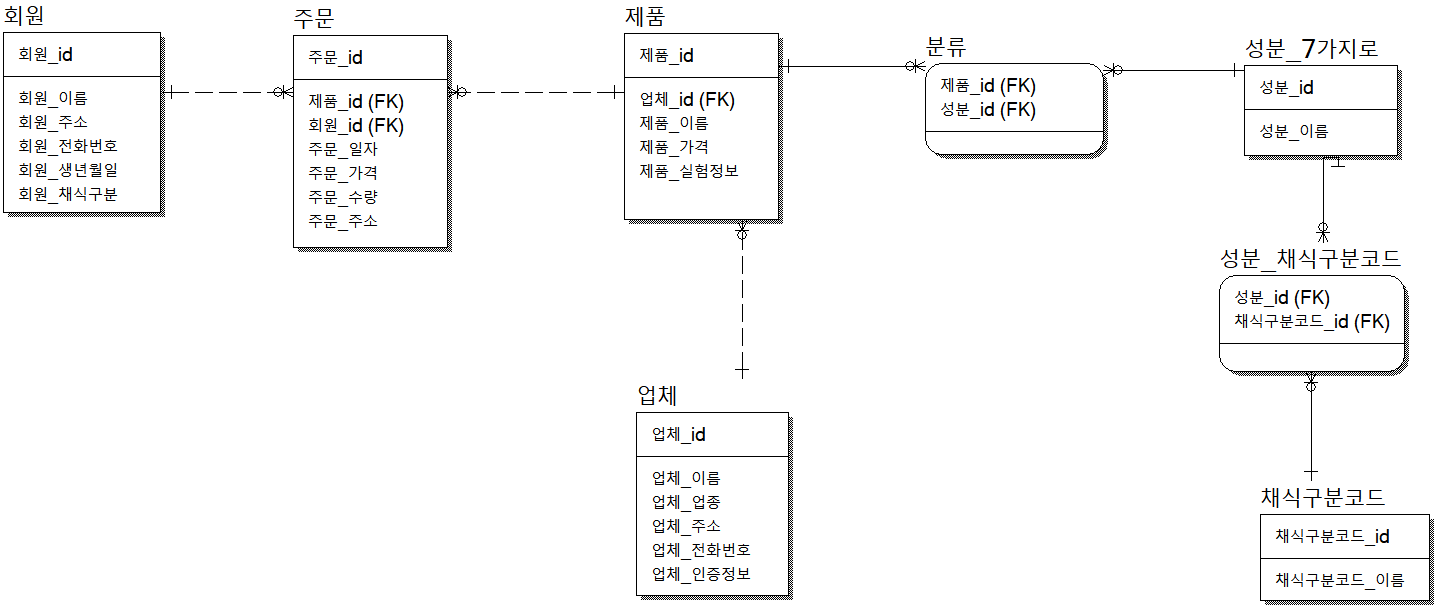 회원
회원_id
회원_이름
회원_주소
회원_전화번호
회원_생년월일
회원_채식구분
주문
주문_id
제품_id (FK)
회원_id (FK)
주문_일자
주문_가격
주문_수량
주문_주소
제품
제품_id
업체_id (FK)
제품_이름
제품_가격
제품_실험정보
분류
제품_id (FK)
성분_id (FK)
성분_7가지로
성분_id
성분_이름
성분_채식구분코드
성분_id (FK)
채식구분코드_id (FK)
업체
업체_id
업체_이름
업체_업종
업체_주소
업체_전화번호
업체_인증정보
채식구분코드
채식구분코드_id
채식구분코드_이름